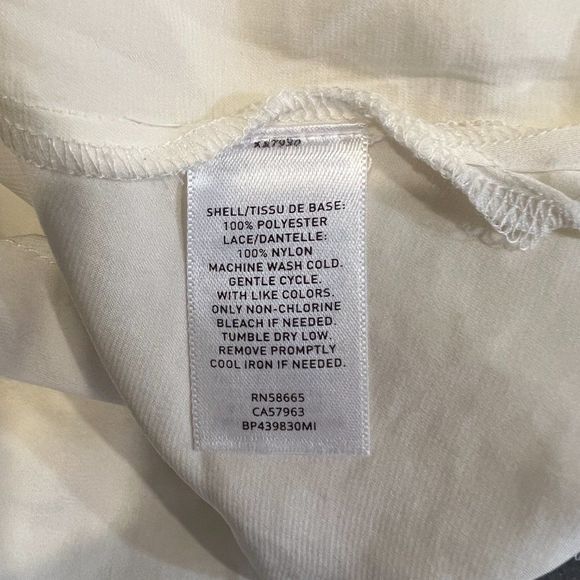 SHELL/TISSU DE BASE:
100% POLYESTER
LACE/DANTELLE:
100% NYLON
MACHINE WASH COLD.
GENTLE CYCLE.
WITH LIKE COLORS.
ONLY NON-CHLORINE
BLEACH IF NEEDED.
TUMBLE DRY LOW.
REMOVE PROMPTLY
COOL IRON IF NEEDED.
RN58665
CA57963
BP439830MI